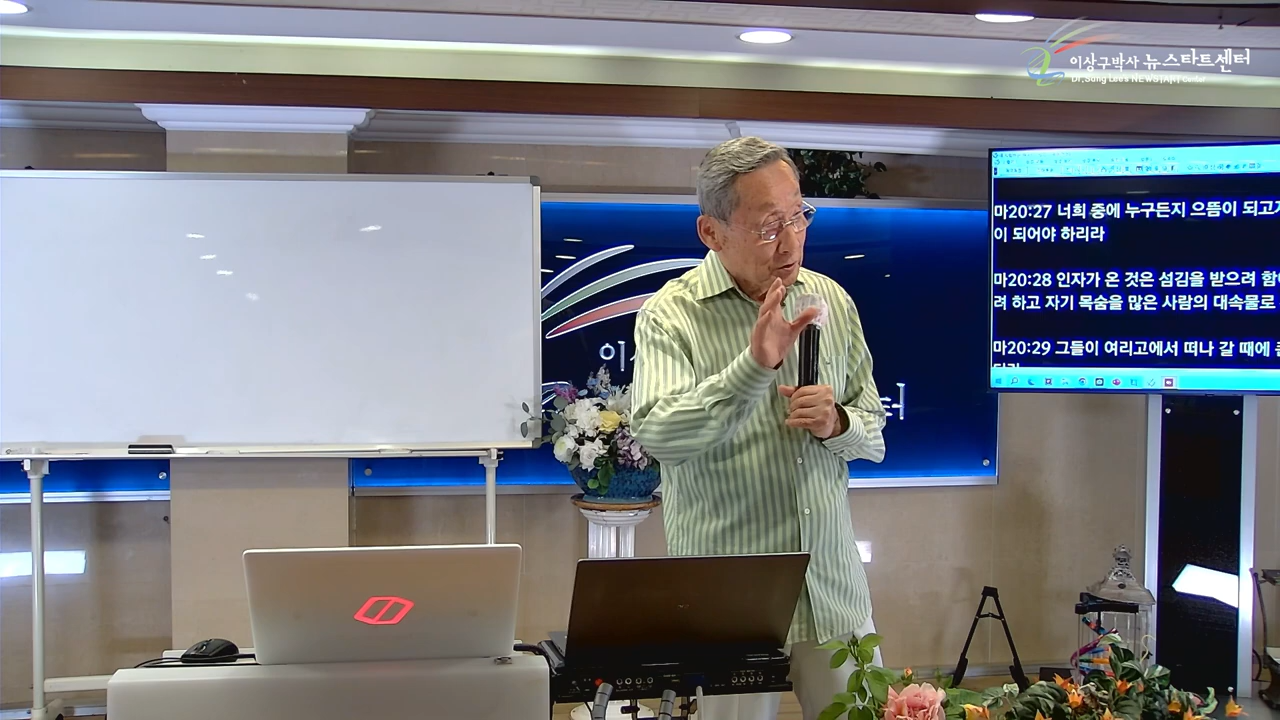 이상구박사 뉴스타트센터
Dr.Sang Lee's NEWSTART Center
마20:27 너희 중에 누구든지 으뜸이 되고
이 되어야 하리라
마20:28 인자가 온 것은 섬김을 받으려
려 하고 자기 목숨을 많은 사람의 대속물로
마20:29 그들이 여리고에서 떠나 갈 때에
이
터